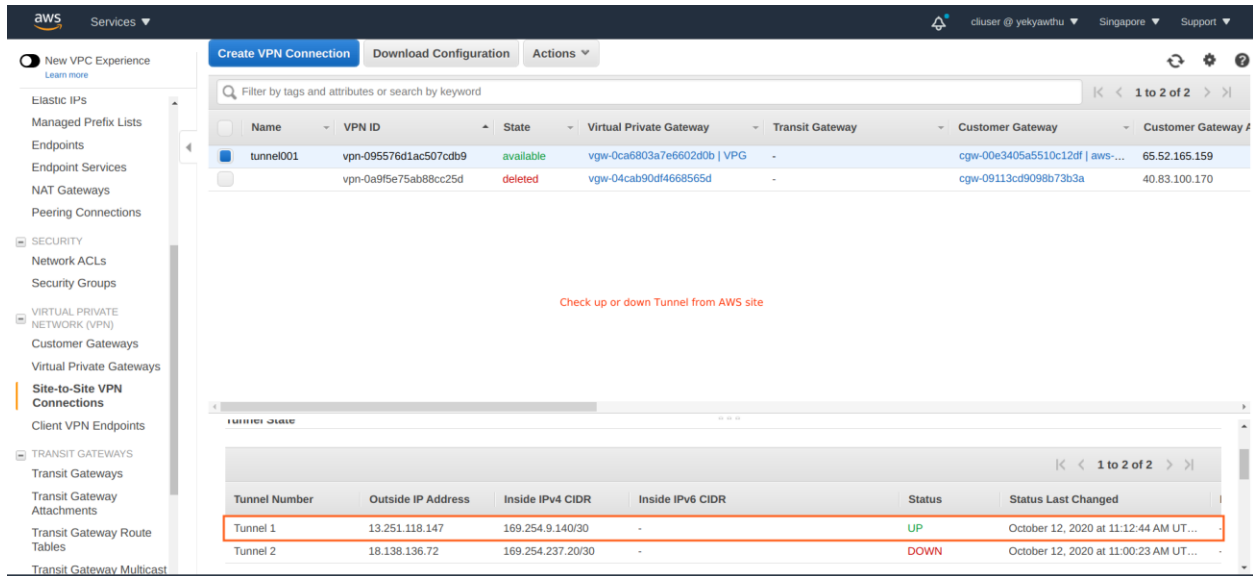 aws Services ▼ cliuser @ yekyawthu ▼ Singapore ▼ Support ▼
New VPC Experience
Learn more
Elastic IPs
Managed Prefix Lists
Endpoints
Endpoint Services
NAT Gateways
Peering Connections
SECURITY
Network ACLs
Security Groups
VIRTUAL PRIVATE
NETWORK (VPN)
Customer Gateways
Virtual Private Gateways
Site-to-Site VPN
Connections
Client VPN Endpoints
TRANSIT GATEWAYS
Transit Gateways
Transit Gateway
Attachments
Transit Gateway Route
Tables
Transit Gateway Multicast
Create VPN Connection Download Configuration Actions
Filter by tags and attributes or search by keyword 1 to 2 of 2
Name VPN ID State Virtual Private Gateway Transit Gateway Customer Gateway Customer Gateway A
tunnel001 vpn-095576d1ac507cdb9 available vgw-0ca6803a7e6602d0b | VPG - cgw-00e3405a5510c12df | aws-... 65.52.165.159
vpn-0a9f5e75ab88cc25d deleted vgw-04cab90df4668565d - cgw-09113cd9098b73b3a 40.83.100.170
Check up or down Tunnel from AWS site
Tunnel State
1 to 2 of 2
Tunnel Number Outside IP Address Inside IPv4 CIDR Inside IPv6 CIDR Status Status Last Changed
Tunnel 1 13.251.118.147 169.254.9.140/30 - UP October 12, 2020 at 11:12:44 AM UT... -
Tunnel 2 18.138.136.72 169.254.237.20/30 - DOWN October 12, 2020 at 11:00:23 AM UT... -